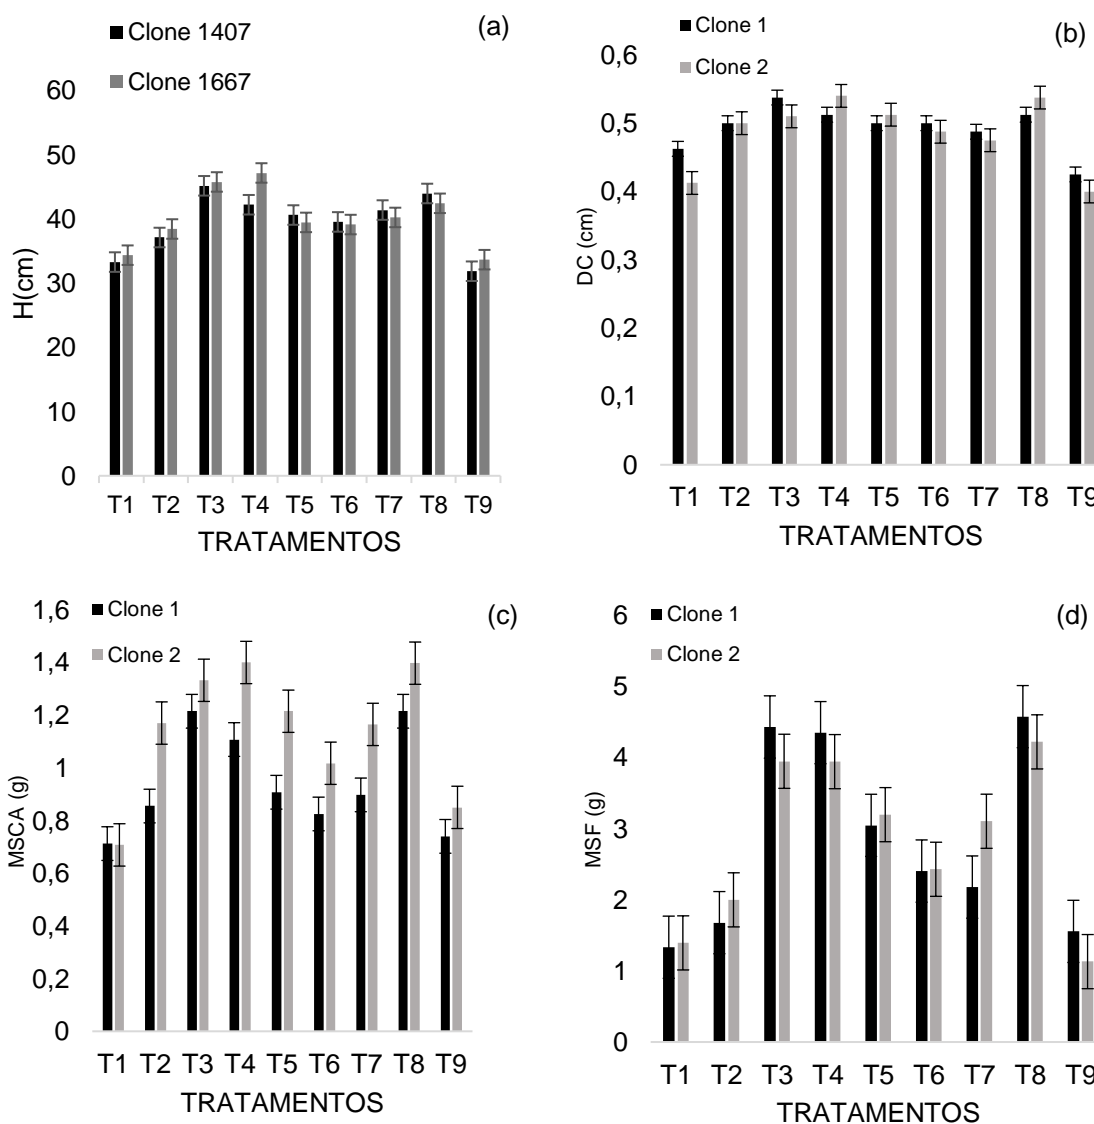 (a)
Clone 1407
Clone 1667
60
50
40
30
20
10
0
H(cm)
T1 T2 T3 T4 T5 T6 T7 T8 T9
TRATAMENTOS
(b)
Clone 1
Clone 2
0,6
0,5
0,4
0,3
0,2
0,1
0
DC (cm)
T1 T2 T3 T4 T5 T6 T7 T8 T9
TRATAMENTOS
(c)
Clone 1
Clone 2
1,6
1,4
1,2
1
0,8
0,6
0,4
0,2
0
MSCA (g)
T1 T2 T3 T4 T5 T6 T7 T8 T9
TRATAMENTOS
(d)
Clone 1
Clone 2
6
5
4
3
2
1
0
MSF (g)
T1 T2 T3 T4 T5 T6 T7 T8 T9
TRATAMENTOS